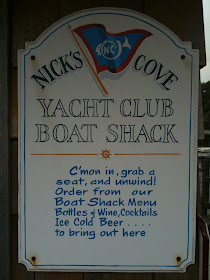 NICK'S COVE
YACHT CLUB
BOAT SHACK
C'mon in, grab a
seat, and unwind!
Order from our
Boat Shack Menu
Bottles of Wine, Cocktails
Ice Cold Beer . . . .
to bring out here